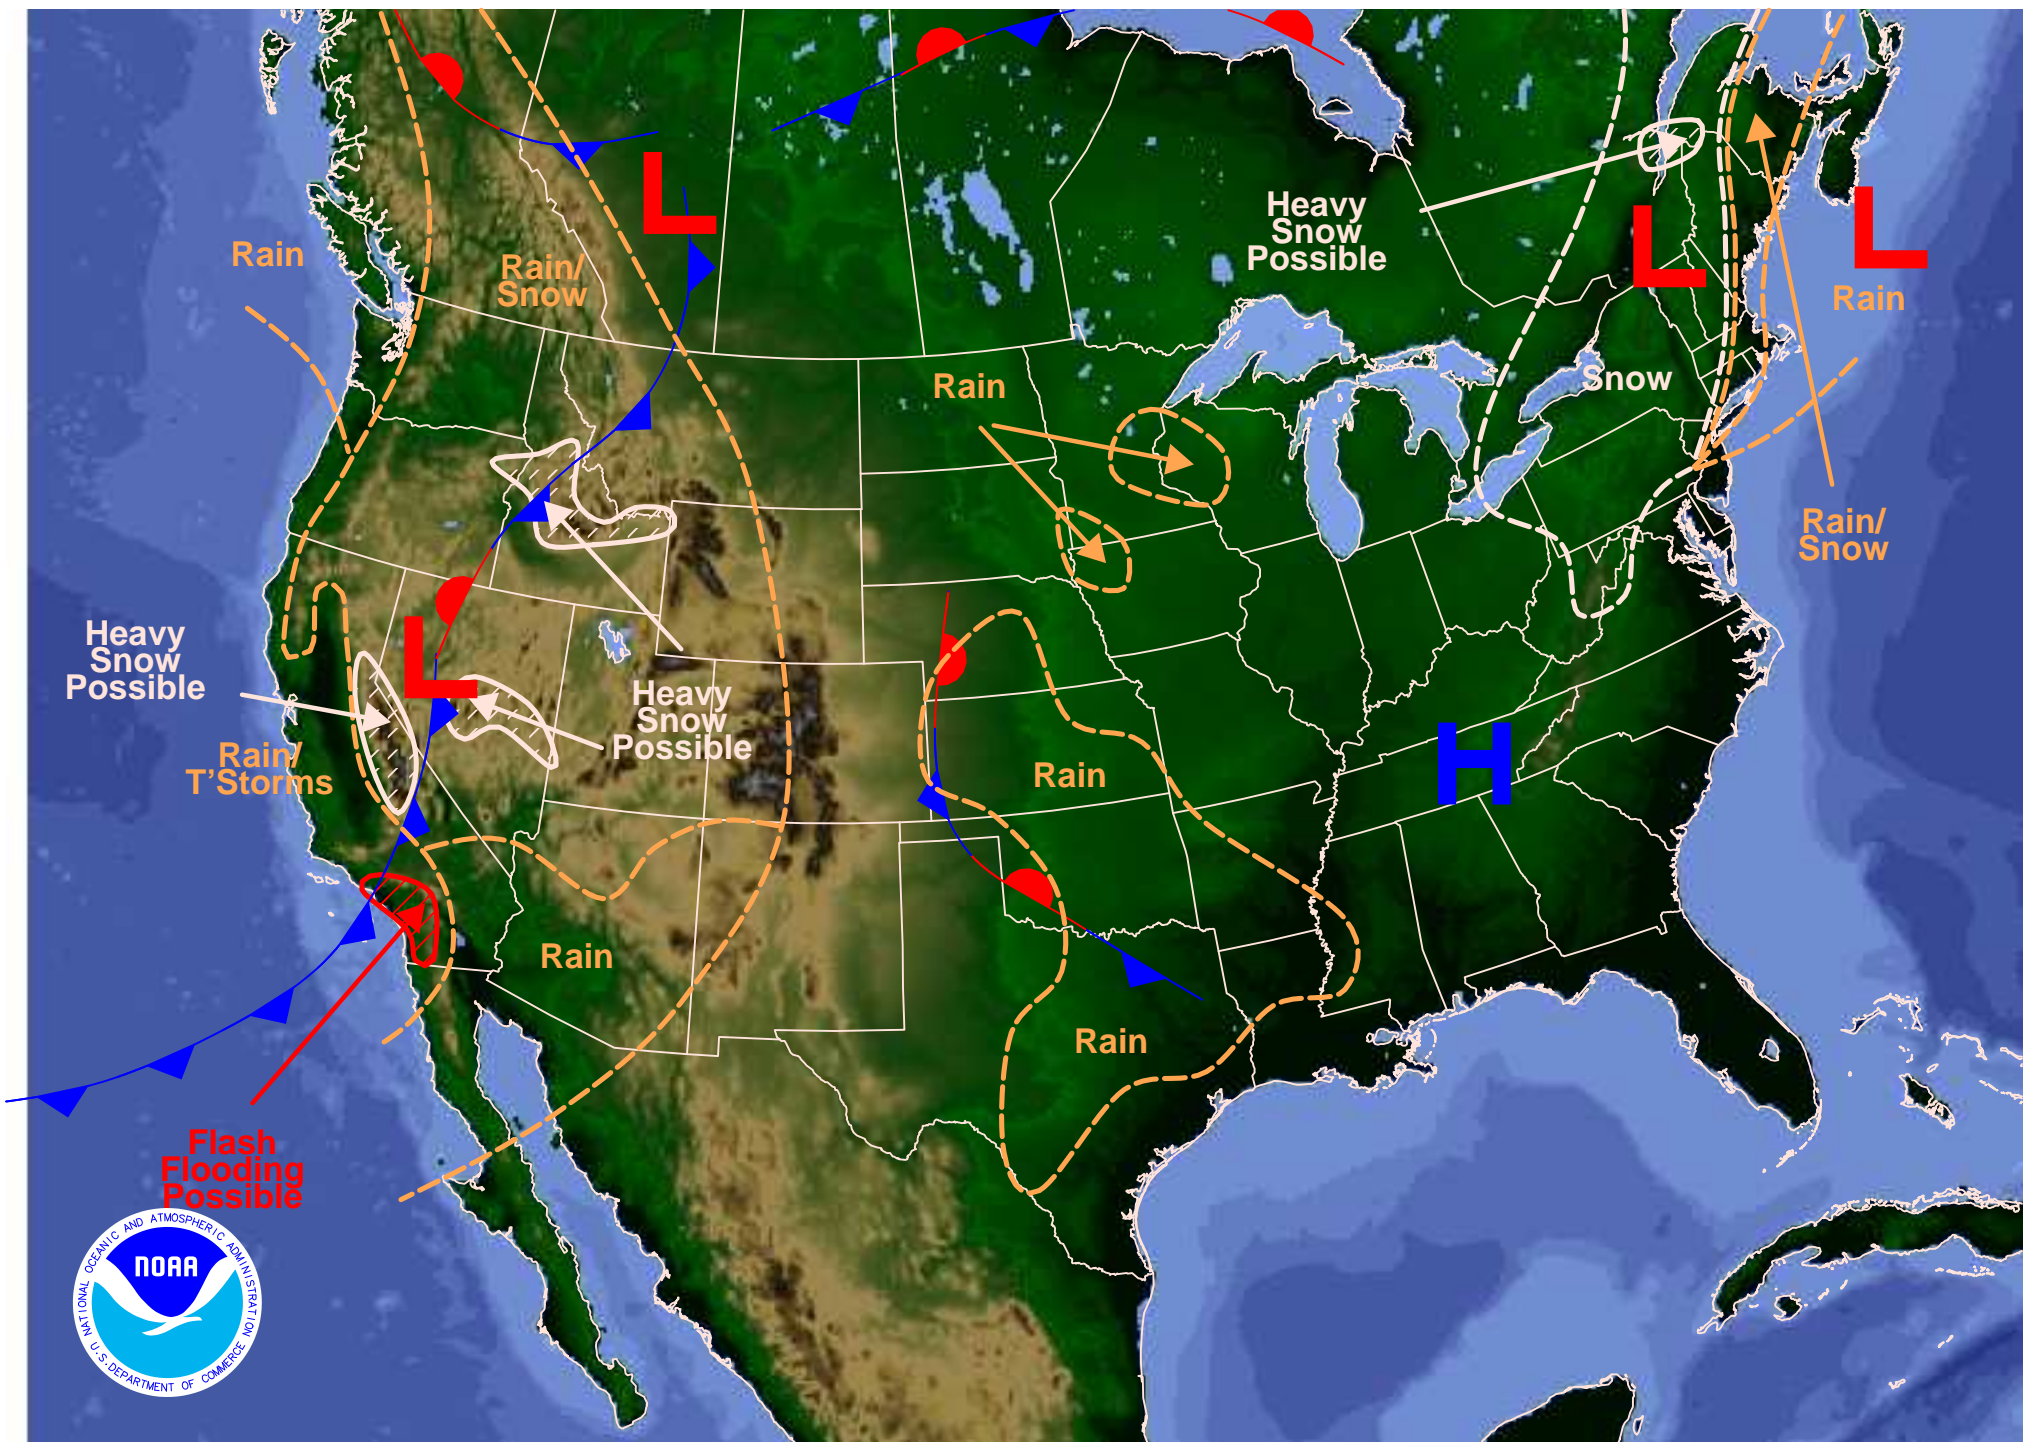 Heavy
Snow
Possible
L
L
L
Rain
Rain/
Snow
Rain
Snow
Rain
Rain/
Snow
Heavy
Snow
Possible
L
Heavy
Snow
Possible
Rain/
T'Storms
H
Rain
Rain
Rain
Flash
Flooding
Possible
NOAA
NATIONAL OCEANIC AND ATMOSPHERIC ADMINISTRATION
U.S. DEPARTMENT OF COMMERCE